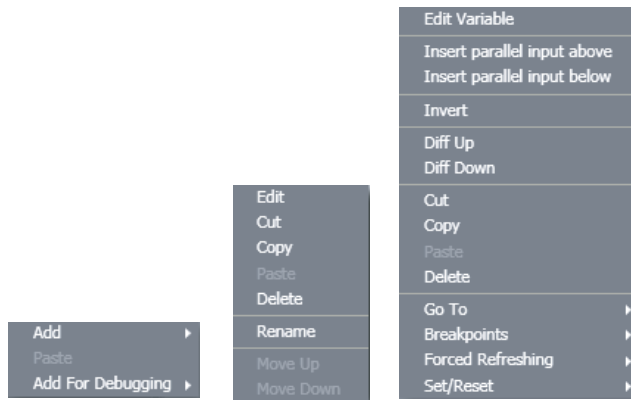 Add
Paste
Add For Debugging
Edit
Cut
Copy
Paste
Delete
Rename
Move Up
Move Down
Edit Variable
Insert parallel input above
Insert parallel input below
Invert
Diff Up
Diff Down
Cut
Copy
Paste
Delete
Go To
Breakpoints
Forced Refreshing
Set/Reset